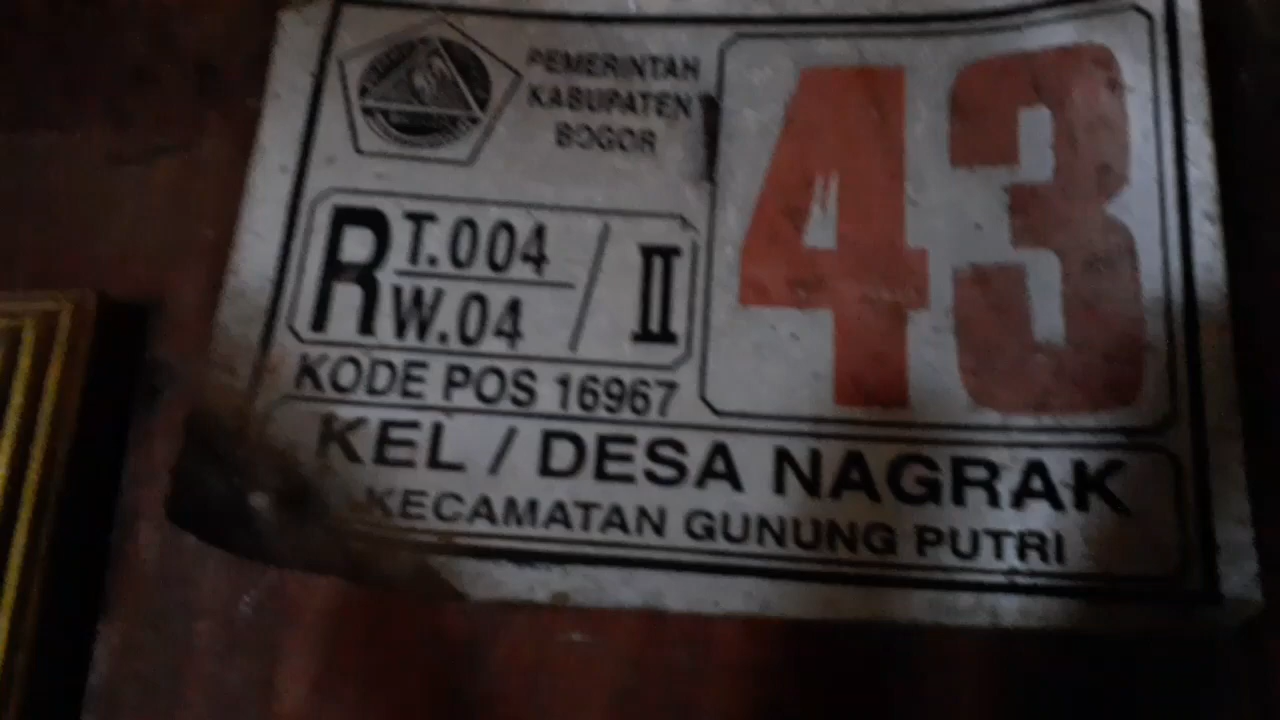 PEMERINTAH
KABUPATEN
BOGOR
43
RT.004 / II
RW.04
KODE POS 16967
KEL / DESA NAGRAK
KECAMATAN GUNUNG PUTRI